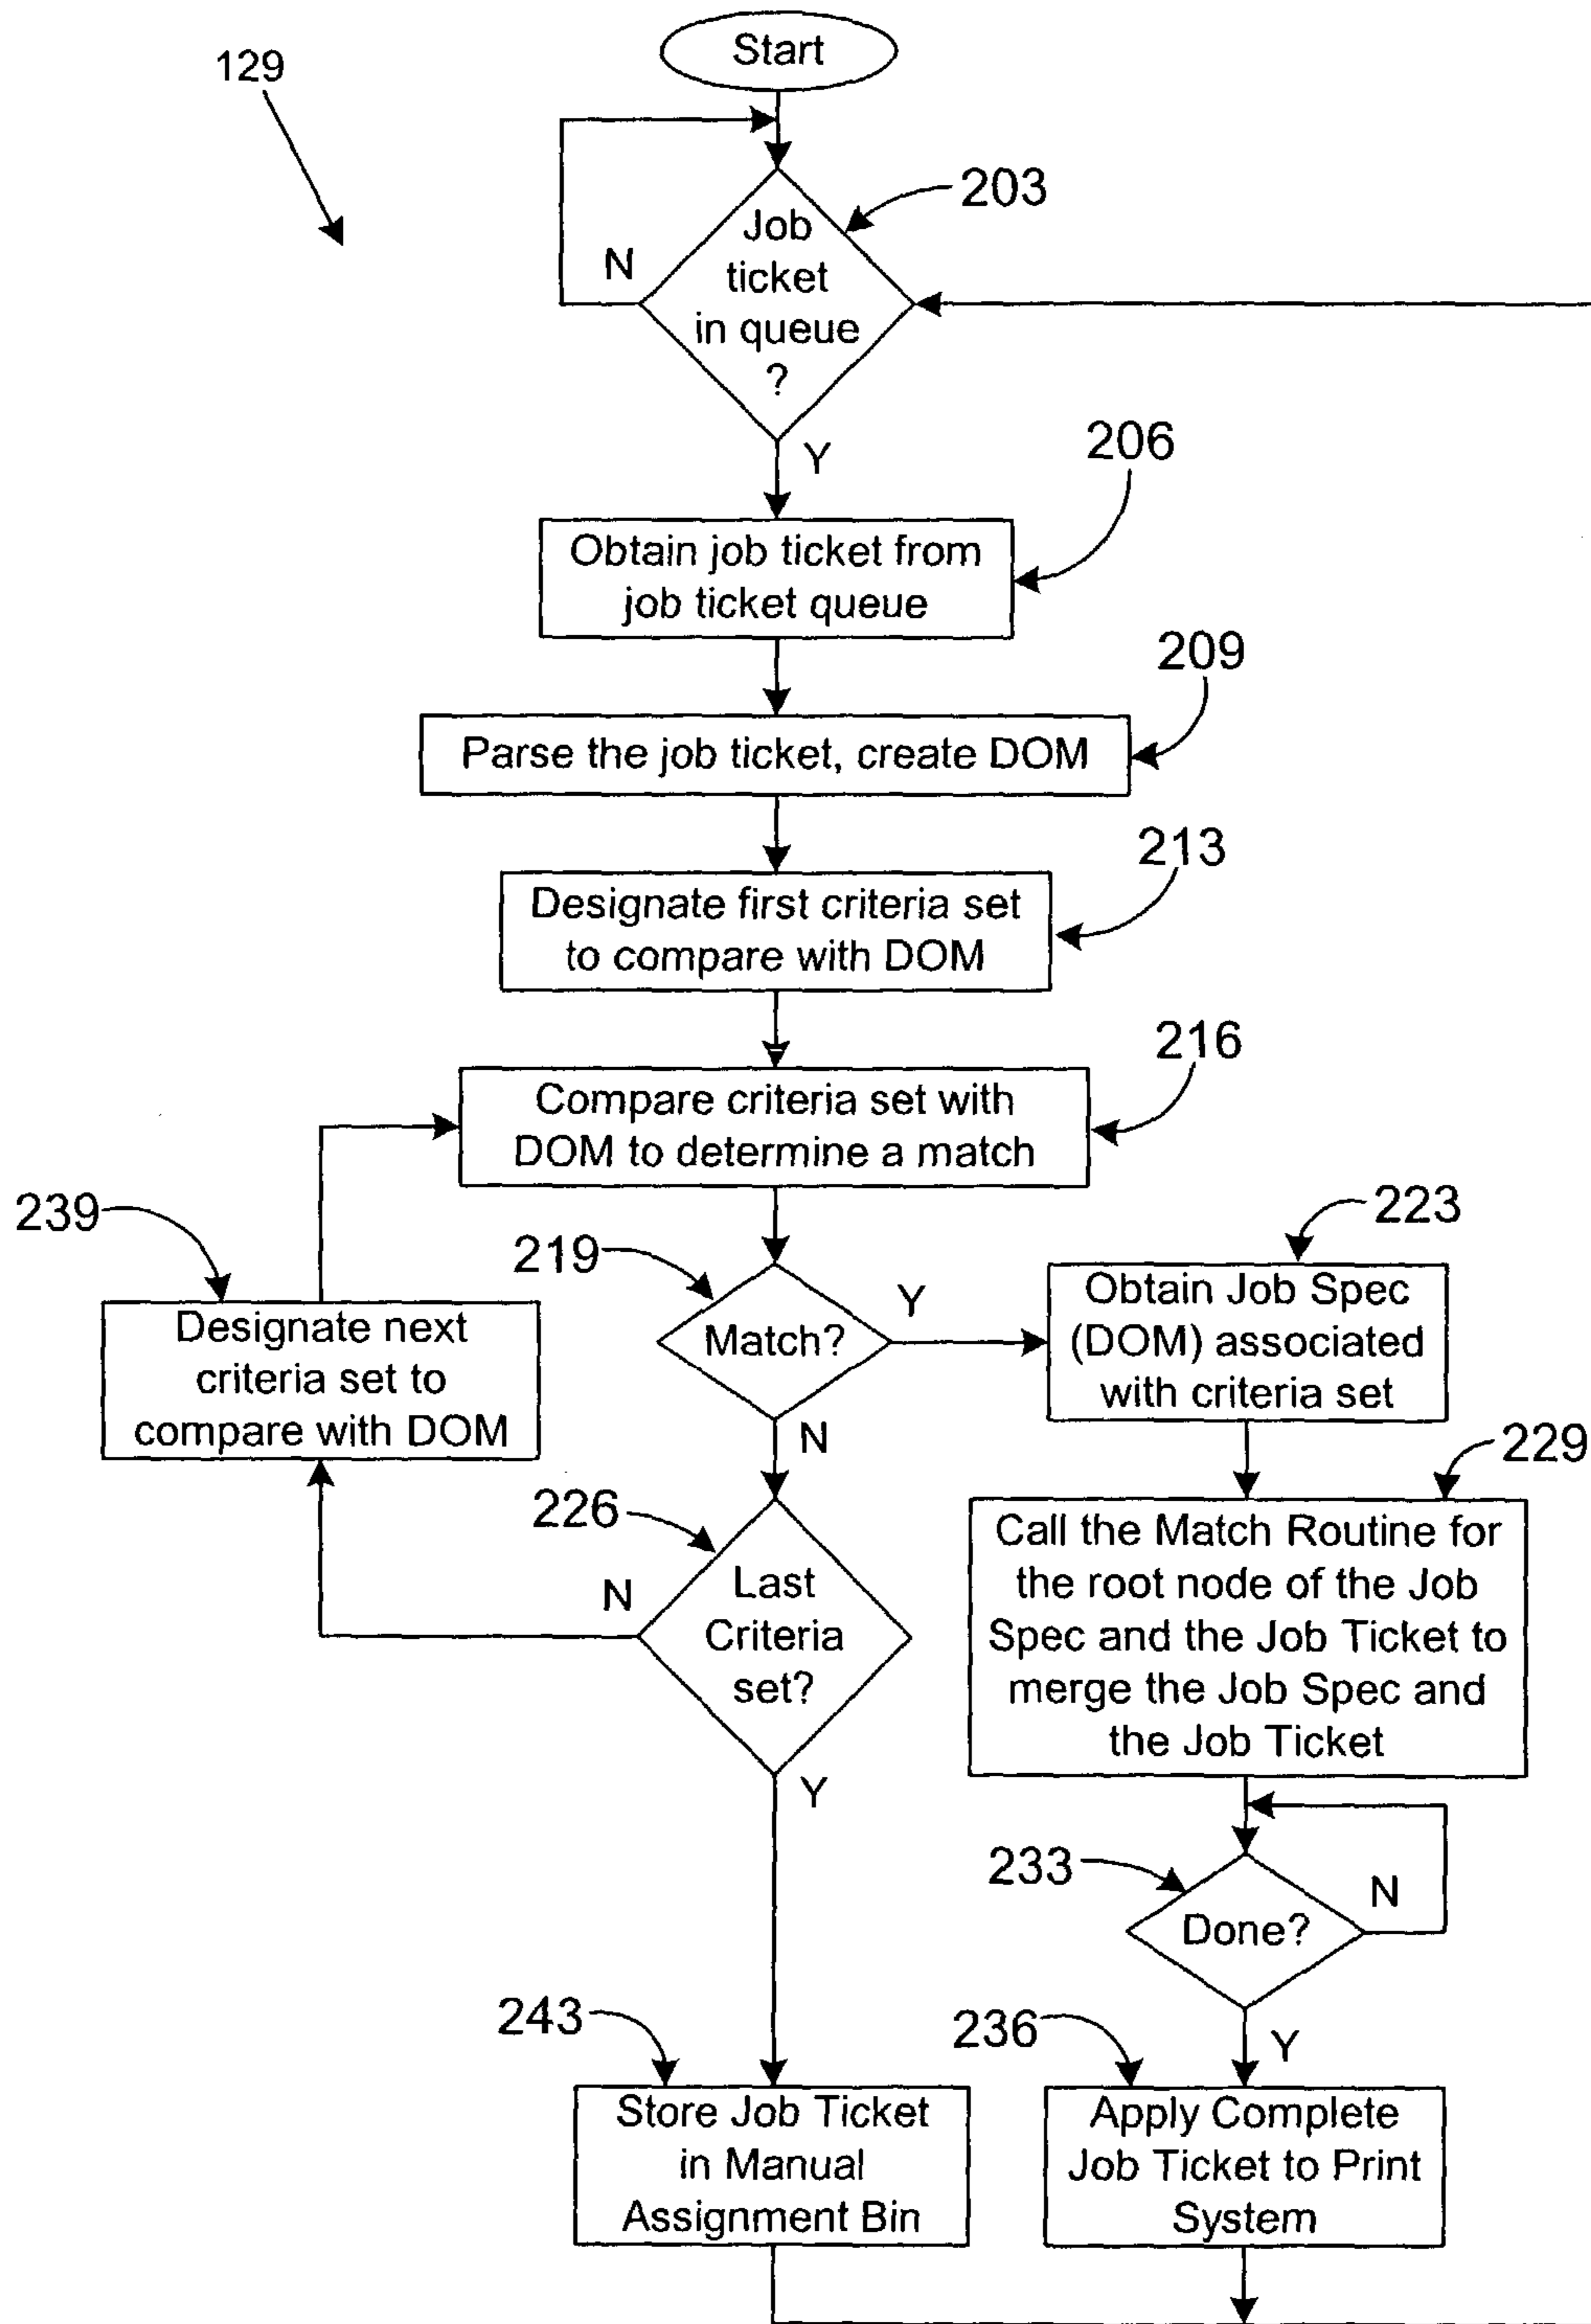 Start
129
203
Job
ticket
in queue
?
N
Y
206
Obtain job ticket from
job ticket queue
209
Parse the job ticket, create DOM
213
Designate first criteria set
to compare with DOM
216
Compare criteria set with
DOM to determine a match
239
Designate next
criteria set to
compare with DOM
219
Match?
Y
N
223
Obtain Job Spec
(DOM) associated
with criteria set
226
Last
Criteria
set?
N
Y
229
Call the Match Routine for
the root node of the Job
Spec and the Job Ticket to
merge the Job Spec and
the Job Ticket
233
Done?
N
Y
243
Store Job Ticket
in Manual
Assignment Bin
236
Apply Complete
Job Ticket to Print
System